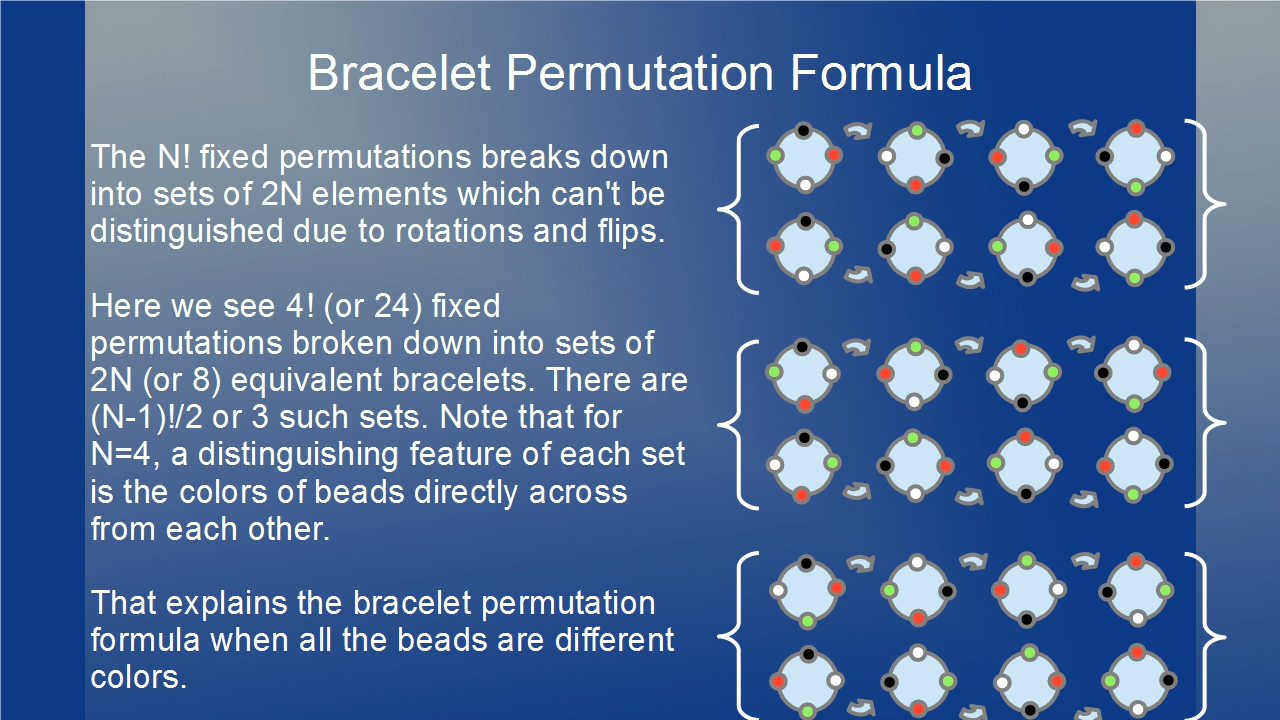 Bracelet Permutation Formula
The N! fixed permutations breaks down
into sets of 2N elements which can't be
distinguished due to rotations and flips.
Here we see 4! (or 24) fixed
permutations broken down into sets of
2N (or 8) equivalent bracelets. There are
(N-1)!/2 or 3 such sets. Note that for
N=4, a distinguishing feature of each set
is the colors of beads directly across
from each other.
That explains the bracelet permutation
formula when all the beads are different
colors.